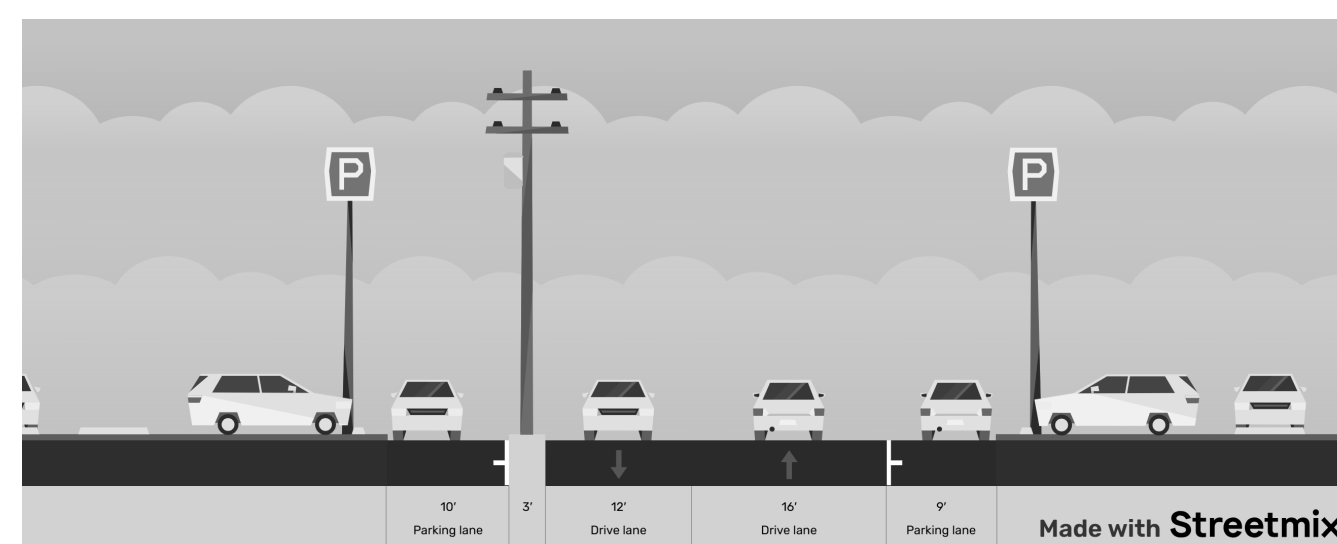 P
P
10′
3′
12′
16′
9′
Parking lane
Drive lane
Drive lane
Parking lane
Made with Streetmix